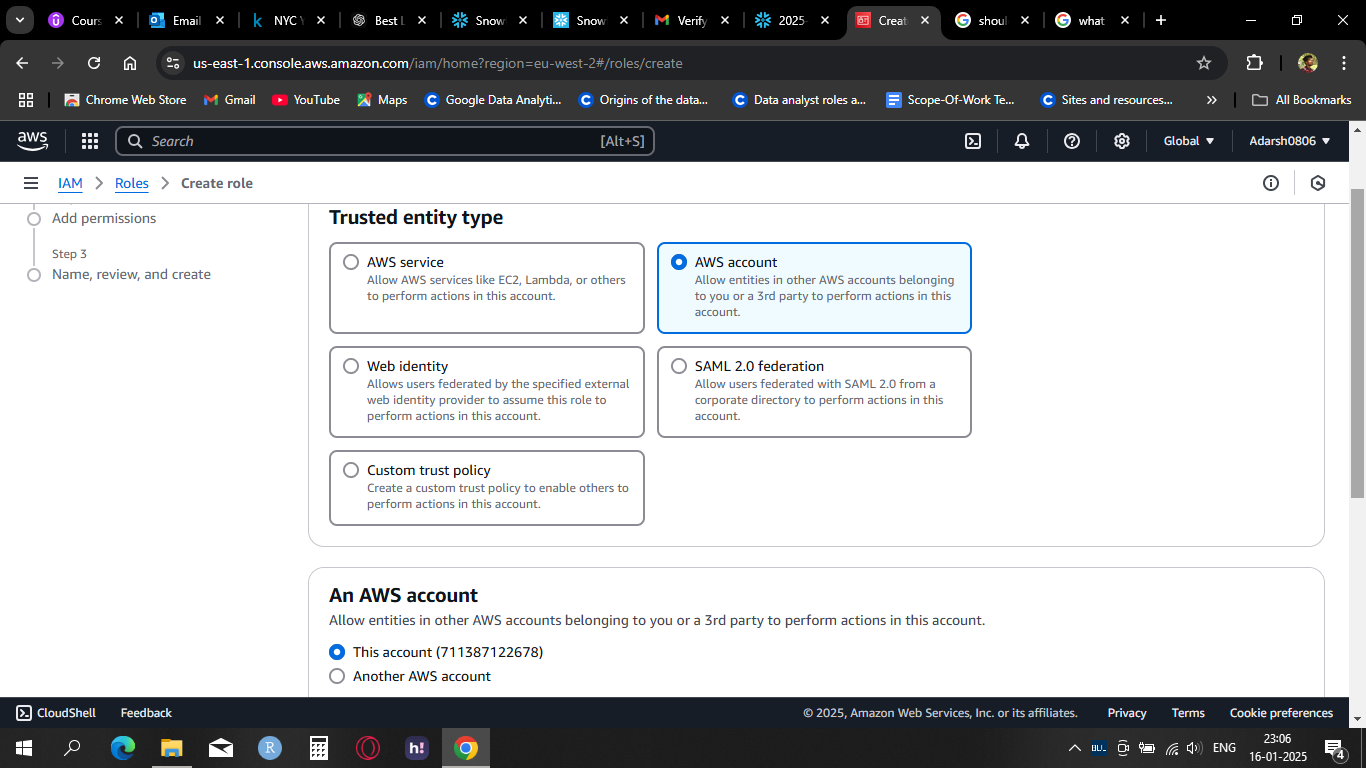 Cours
Email
NYC Y
Best L
Snow
Snow
Verify
2025-
Creat
shoul
what
us-east-1.console.aws.amazon.com/iam/home?region=eu-west-2#/roles/create
Chrome Web Store
Gmail
YouTube
Maps
Google Data Analyti...
Origins of the data...
Data analyst roles a...
Scope-Of-Work Te...
Sites and resources...
All Bookmarks
aws
Search
[Alt+S]
Global
Adarsh0806
IAM
Roles
Create role
Add permissions
Step 3
Name, review, and create
Trusted entity type
AWS service
Allow AWS services like EC2, Lambda, or others
to perform actions in this account.
AWS account
Allow entities in other AWS accounts belonging
to you or a 3rd party to perform actions in this
account.
Web identity
Allows users federated by the specified external
web identity provider to assume this role to
perform actions in this account.
SAML 2.0 federation
Allow users federated with SAML 2.0 from a
corporate directory to perform actions in this
account.
Custom trust policy
Create a custom trust policy to enable others to
perform actions in this account.
An AWS account
Allow entities in other AWS accounts belonging to you or a 3rd party to perform actions in this account.
This account (711387122678)
Another AWS account
CloudShell
Feedback
© 2025, Amazon Web Services, Inc. or its affiliates.
Privacy
Terms
Cookie preferences
R
h!
ENG
23:06
16-01-2025
4